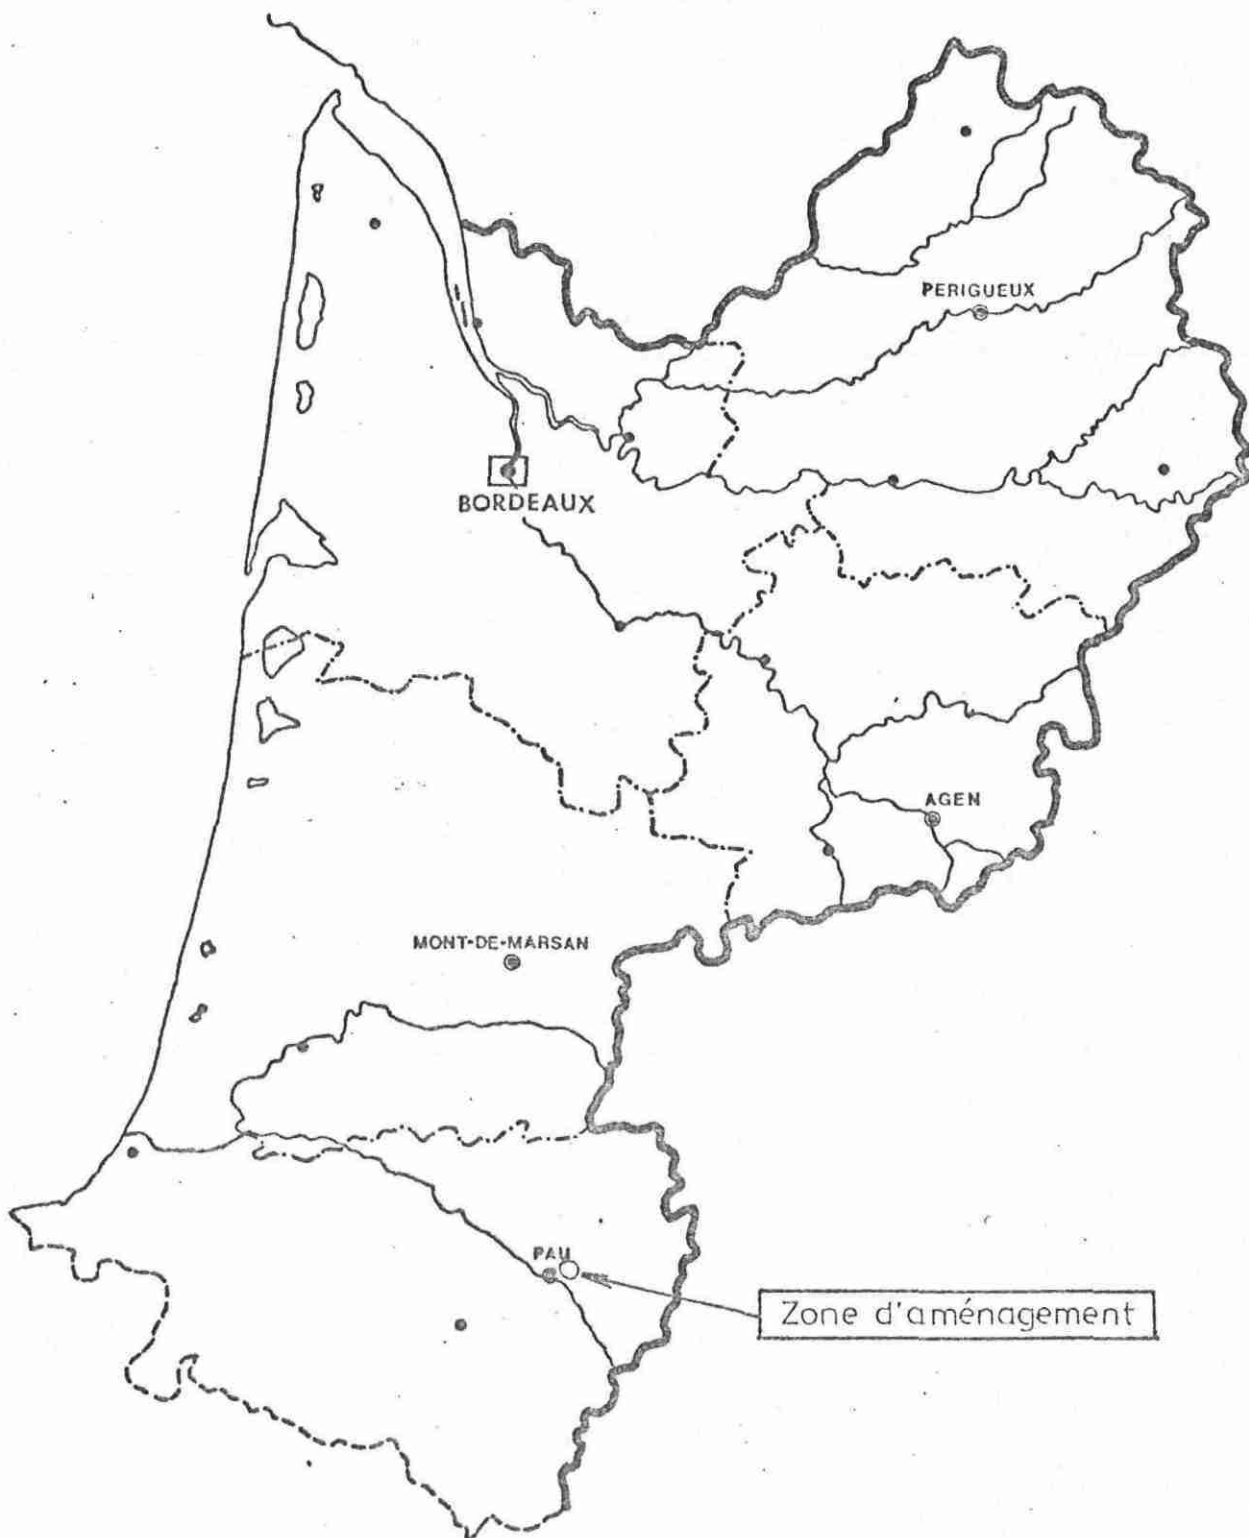 PERIGUEUX
BORDEAUX
AGEN
MONT-DE-MARSAN
PAU
Zone d'aménagement